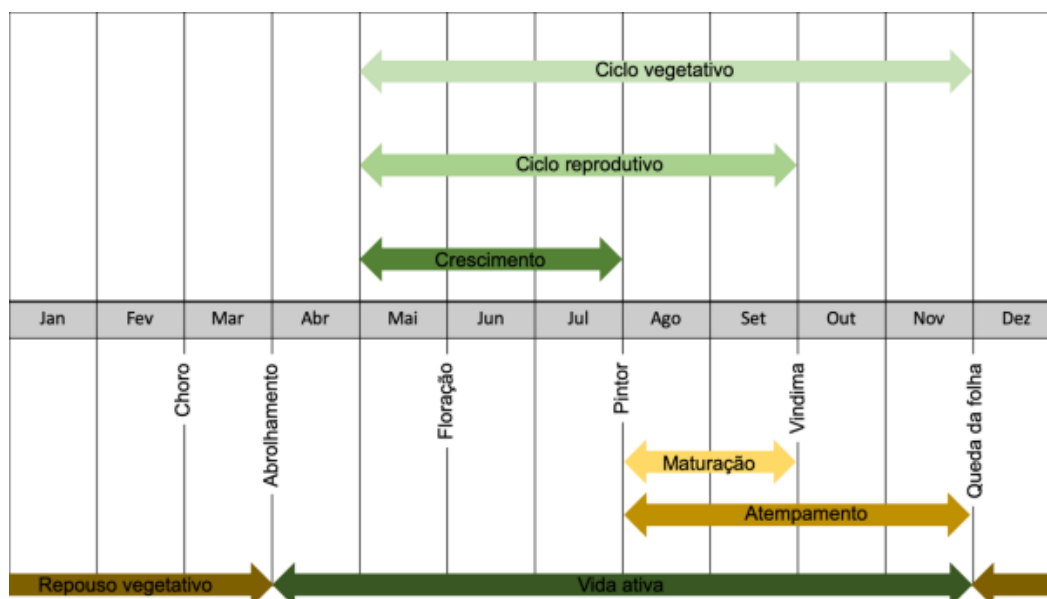 Ciclo vegetativo
Ciclo reprodutivo
Crescimento
Jan Fev Mar Abr Mai Jun Jul Ago Set Out Nov Dez
Choro
Abrolhamento
Floração
Pintor
Vindima
Queda da folha
Maturação
Atempamento
Repouso vegetativo
Vida ativa